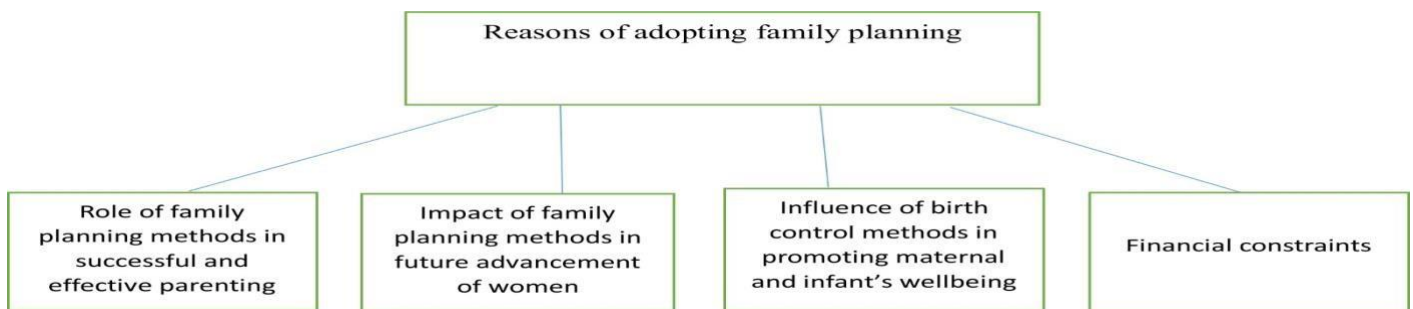 Reasons of adopting family planning
Role of family
planning methods in
successful and
effective parenting
Impact of family
planning methods in
future advancement
of women
Influence of birth
control methods in
promoting maternal
and infant’s wellbeing
Financial constraints